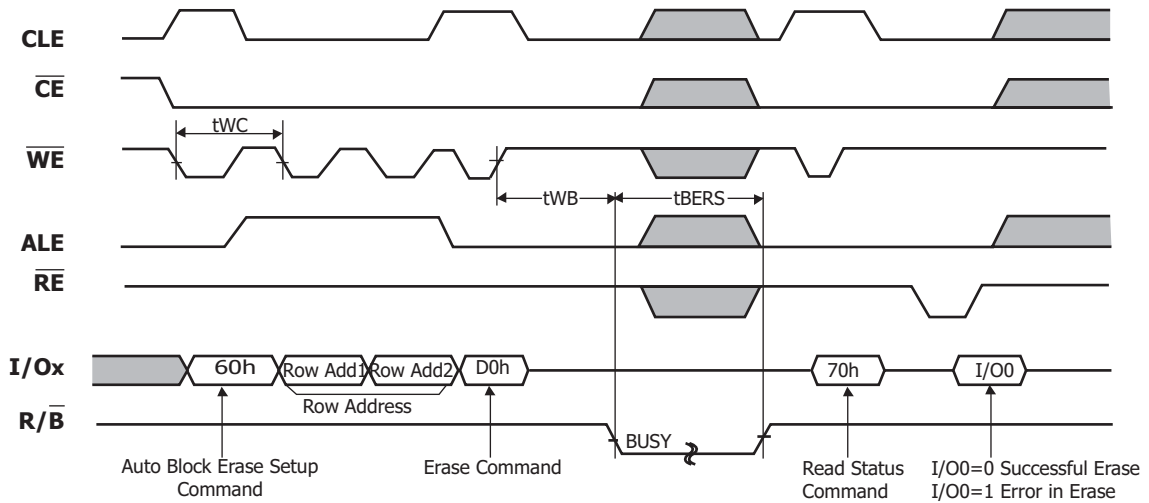 CLE
CE
tWC
WE
tWB
tBERS
ALE
RE
I/Ox
60h
Row Add1
Row Add2
D0h
70h
I/O0
Row Address
R/B
BUSY
Auto Block Erase Setup
Command
Erase Command
Read Status
Command
I/O0=0 Successful Erase
I/O0=1 Error in Erase